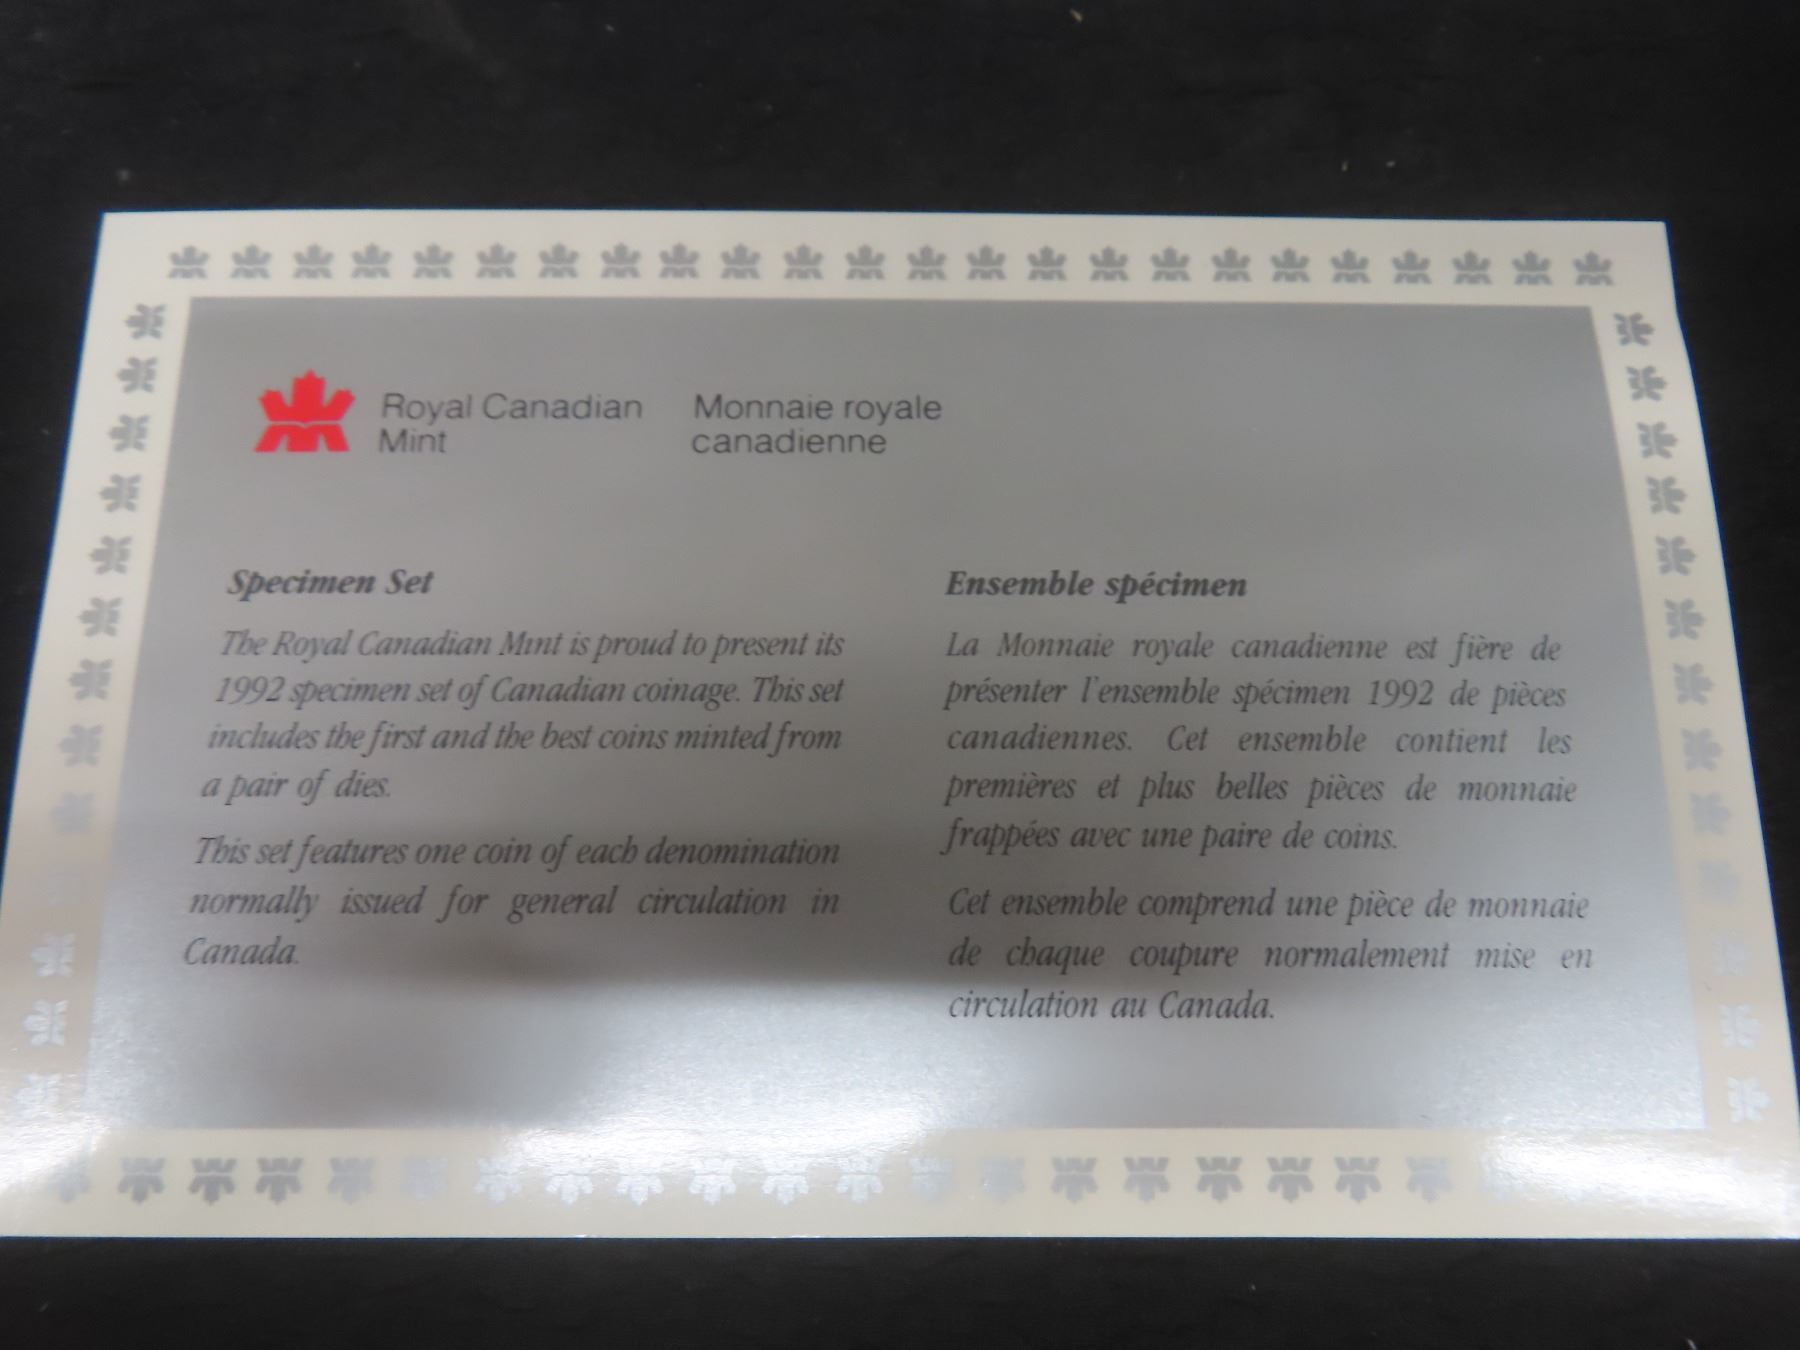 Royal Canadian
Mint
Monnaie royale
canadienne
Specimen Set
The Royal Canadian Mint is proud to present its
1992 specimen set of Canadian coinage. This set
includes the first and the best coins minted from
a pair of dies.
This set features one coin of each denomination
normally issued for general circulation in
Canada.
Ensemble spécimen
La Monnaie royale canadienne est fière de
présenter l'ensemble spécimen 1992 de pièces
canadiennes. Cet ensemble contient les
premières et plus belles pièces de monnaie
frappées avec une paire de coins.
Cet ensemble comprend une pièce de monnaie
de chaque coupure normalement mise en
circulation au Canada.